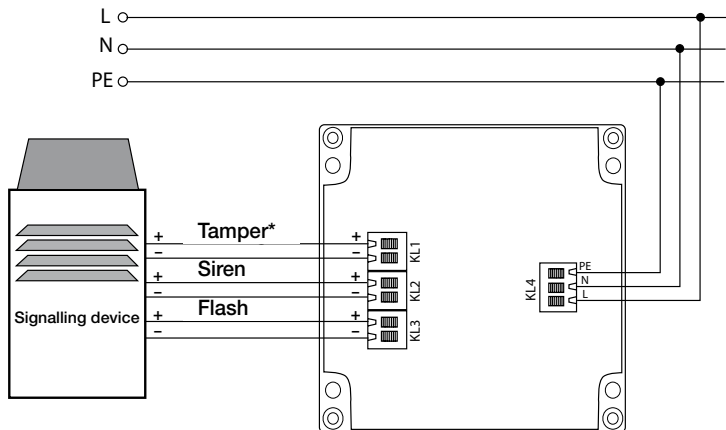 L
N
PE
+ Tamper* +
– –
KL1
+ Siren +
– –
KL2
+ Flash +
– –
KL3
Signalling device
KL4
PE
N
L